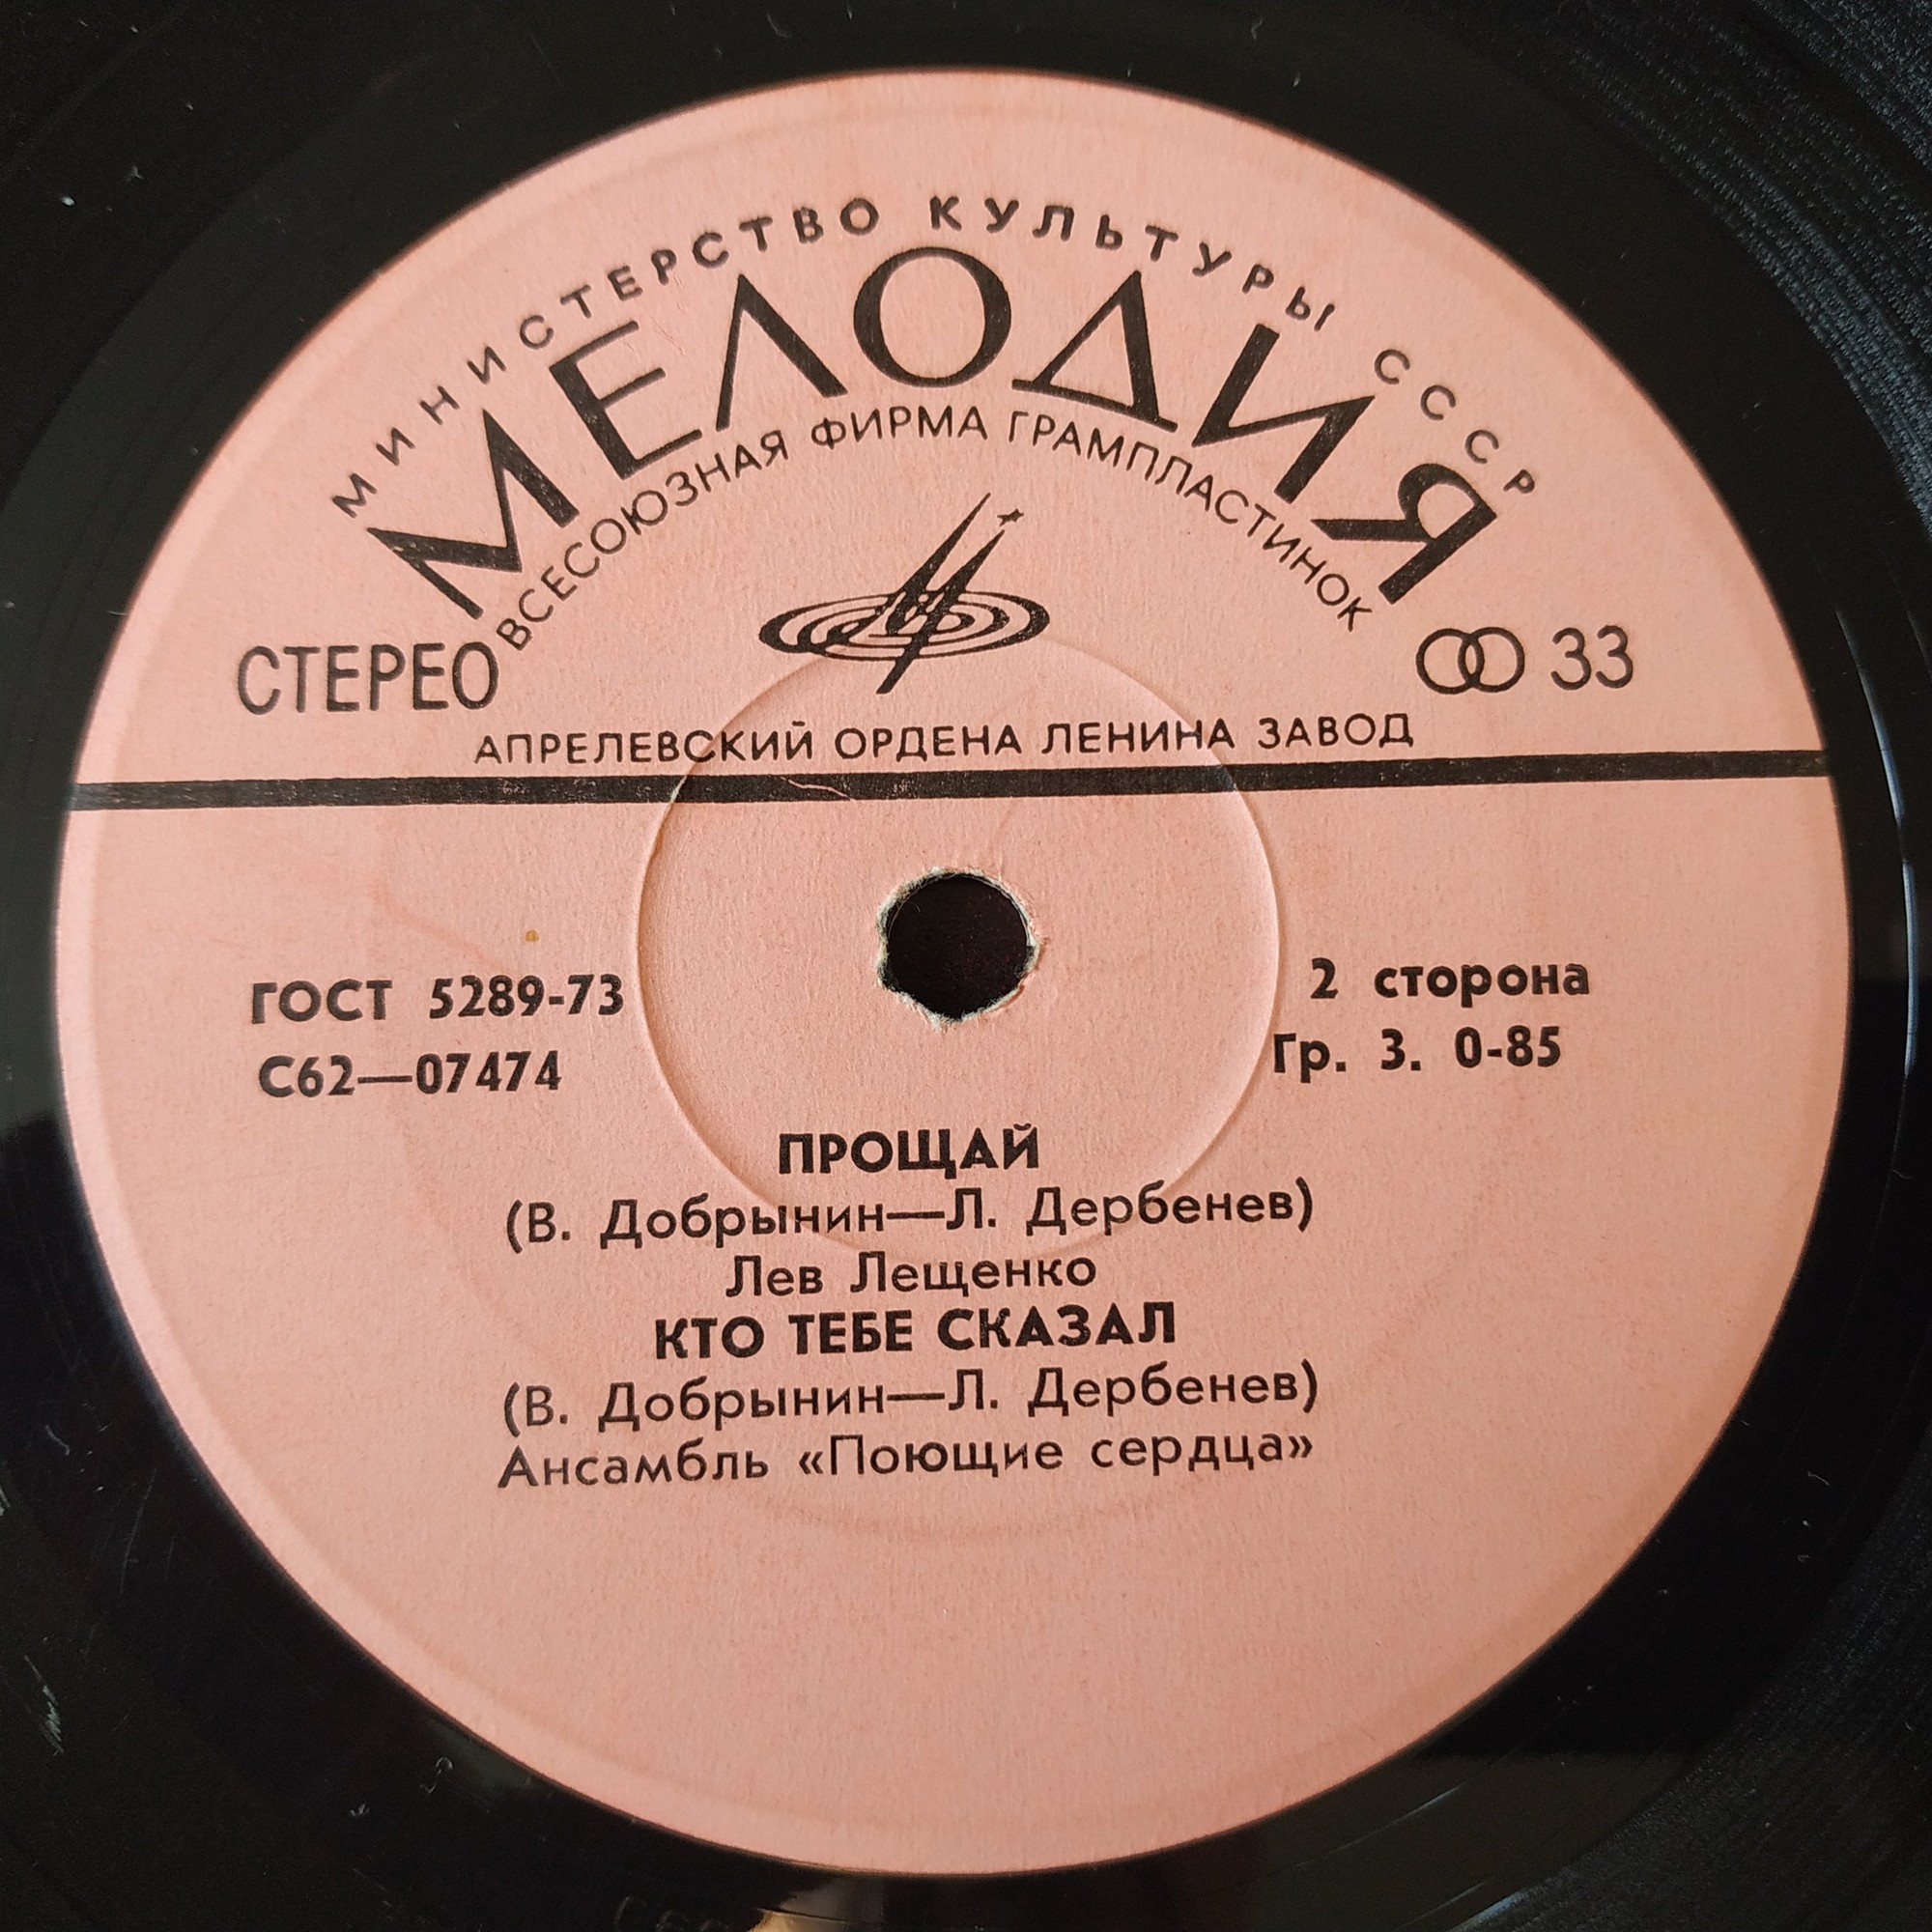 МИНИСТЕРСТВО КУЛЬТУРЫ СССР
МЕЛОДИЯ
ВСЕСОЮЗНАЯ ФИРМА ГРАМПЛАСТИНОК
СТЕРЕО
33
АПРЕЛЕВСКИЙ ОРДЕНА ЛЕНИНА ЗАВОД
ГОСТ 5289-73
2 сторона
С62—07474
Гр. 3. 0-85
ПРОЩАЙ
(В. Добрынин—Л. Дербенев)
Лев Лещенко
КТО ТЕБЕ СКАЗАЛ
(В. Добрынин—Л. Дербенев)
Ансамбль «Поющие сердца»